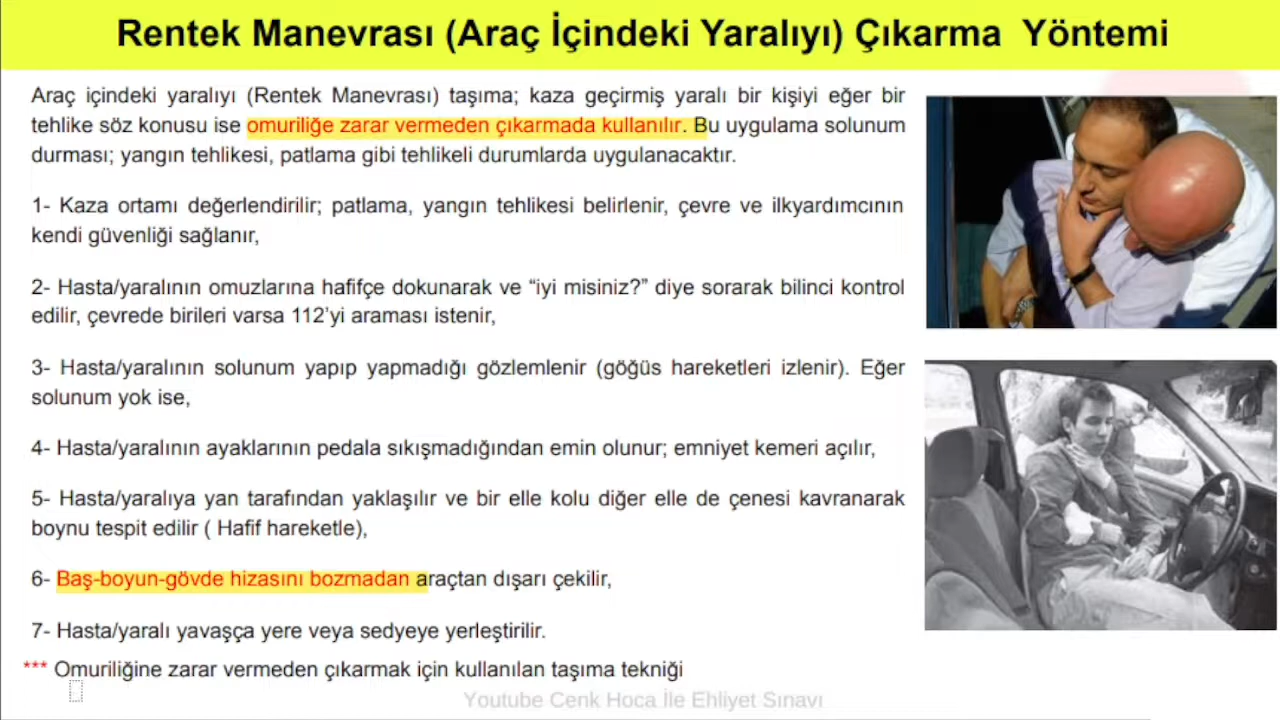 Rentek Manevrası (Araç İçindeki Yaralıyı) Çıkarma Yöntemi
Araç içindeki yaralıyı (Rentek Manevrası) taşıma; kaza geçirmiş yaralı bir kişiyi eğer bir
tehlike söz konusu ise omuriliğe zarar vermeden çıkarmada kullanılır. Bu uygulama solunum
durması; yangın tehlikesi, patlama gibi tehlikeli durumlarda uygulanacaktır.
1- Kaza ortamı değerlendirilir; patlama, yangın tehlikesi belirlenir, çevre ve ilkyardımcının
kendi güvenliği sağlanır,
2- Hasta/yaralının omuzlarına hafifçe dokunarak ve “iyi misiniz?” diye sorarak bilinci kontrol
edilir, çevrede birileri varsa 112’yi araması istenir,
3- Hasta/yaralının solunum yapıp yapmadığı gözlemlenir (göğüs hareketleri izlenir). Eğer
solunum yok ise,
4- Hasta/yaralının ayaklarının pedala sıkışmadığından emin olunur; emniyet kemeri açılır,
5- Hasta/yaralıya yan tarafından yaklaşılır ve bir elle kolu diğer elle de çenesi kavranarak
boynu tespit edilir ( Hafif hareketle),
6- Baş-boyun-gövde hizasını bozmadan araçtan dışarı çekilir,
7- Hasta/yaralı yavaşça yere veya sedyeye yerleştirilir.
*** Omuriliğine zarar vermeden çıkarmak için kullanılan taşıma tekniği
Youtube Cenk Hoca İle Ehliyet Sınavı